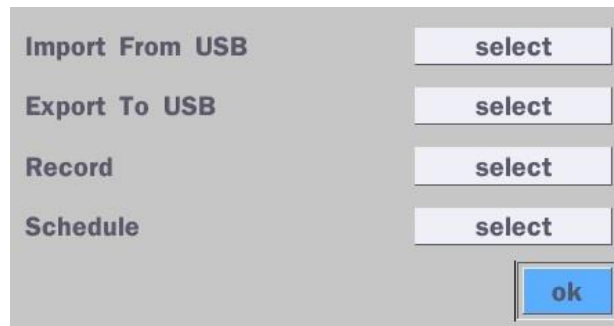 Import From USB select
Export To USB select
Record select
Schedule select
ok